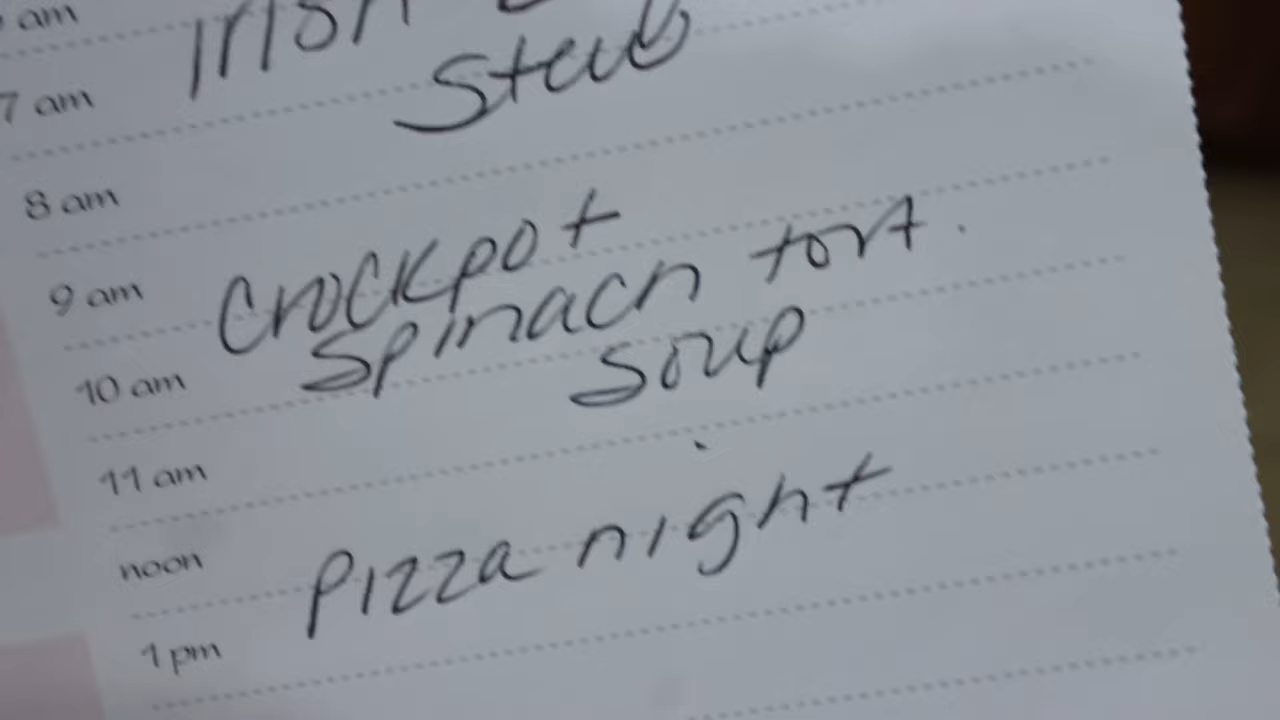 am
7 am Irish
Stew
8 am
9 am Crockpot
Spinach tort.
10 am Soup
11 am
noon Pizza night
1 pm